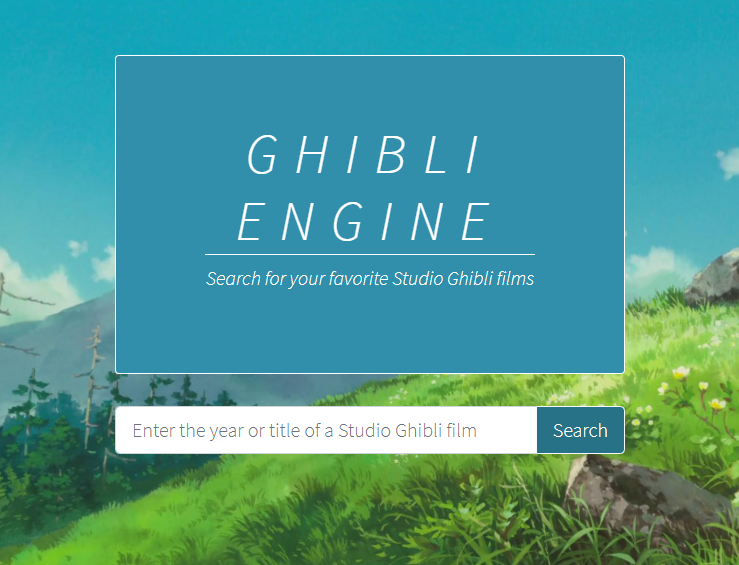 GHIBLI
ENGINE
Search for your favorite Studio Ghibli films
Enter the year or title of a Studio Ghibli film
Search